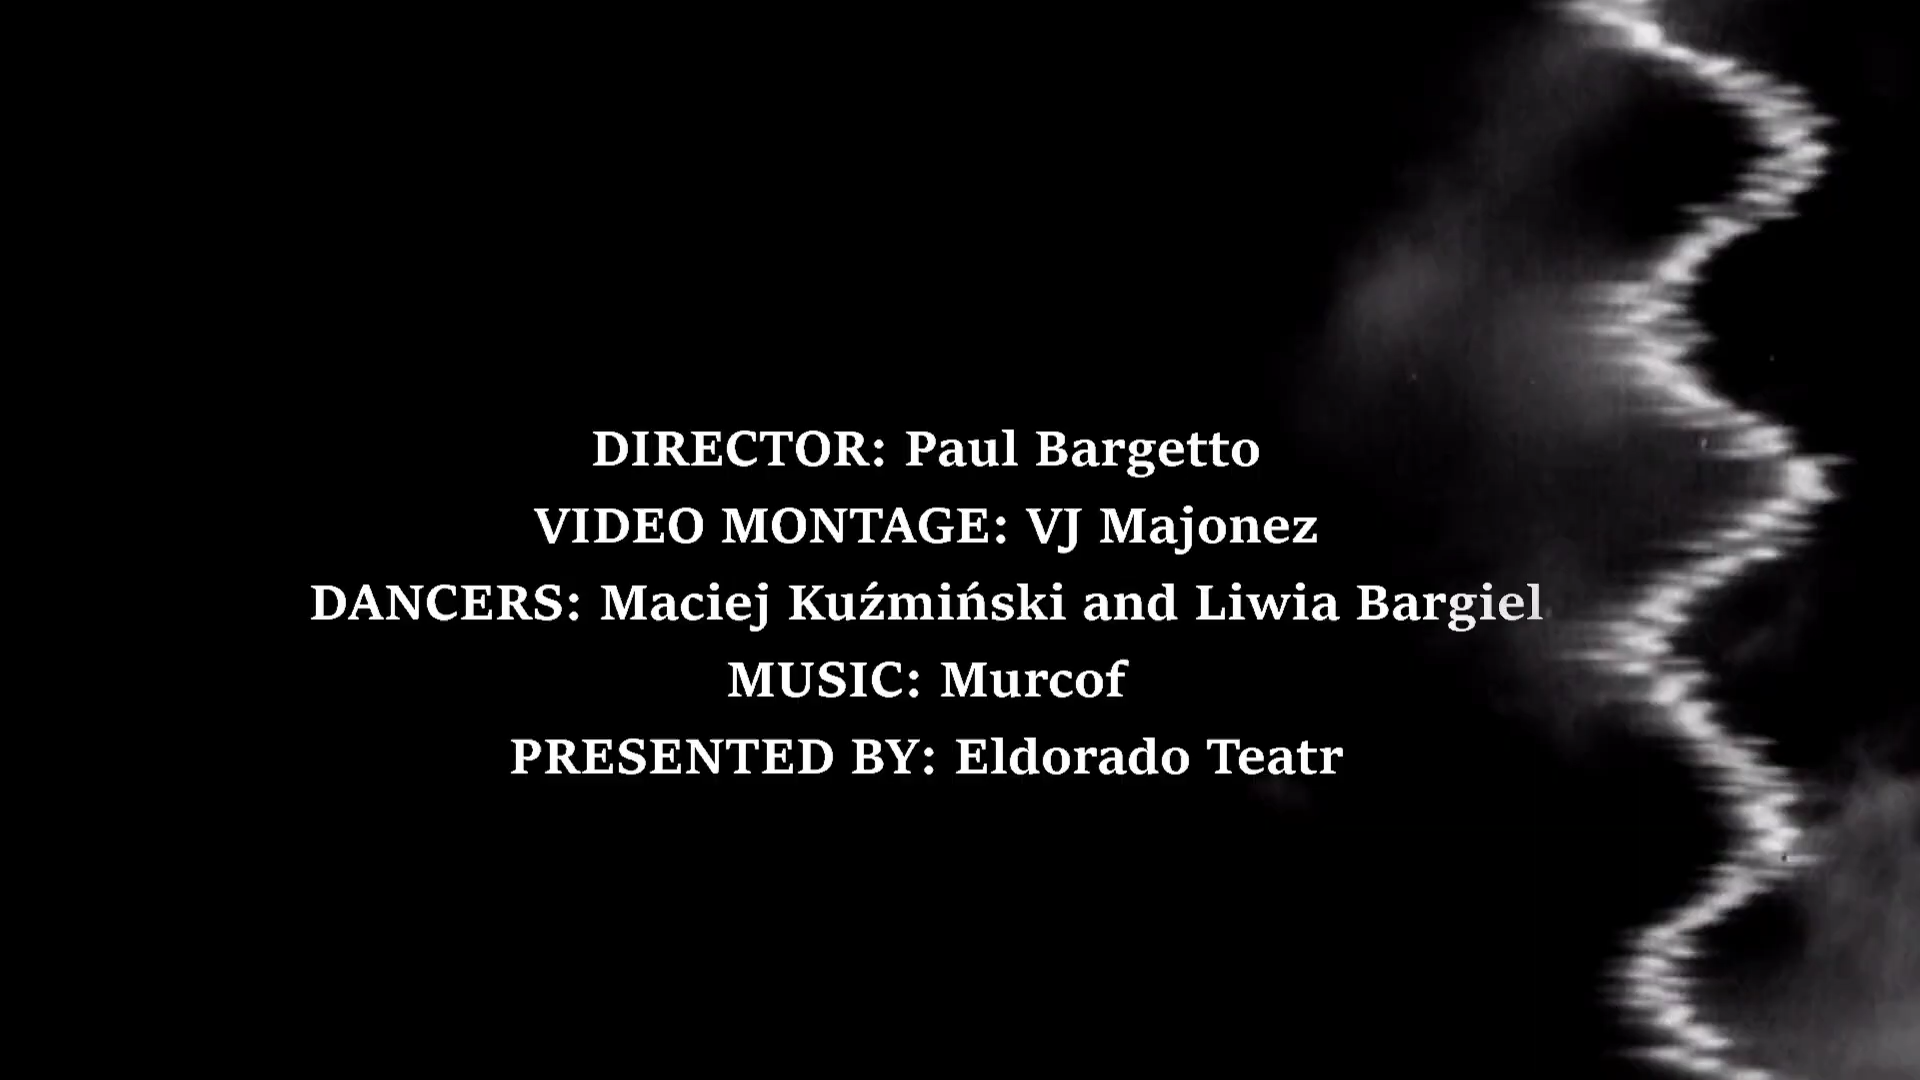 DIRECTOR: Paul Bargetto
VIDEO MONTAGE: VJ Majonez
DANCERS: Maciej Kuźmiński and Liwia Bargiel
MUSIC: Murcof
PRESENTED BY: Eldorado Teatr